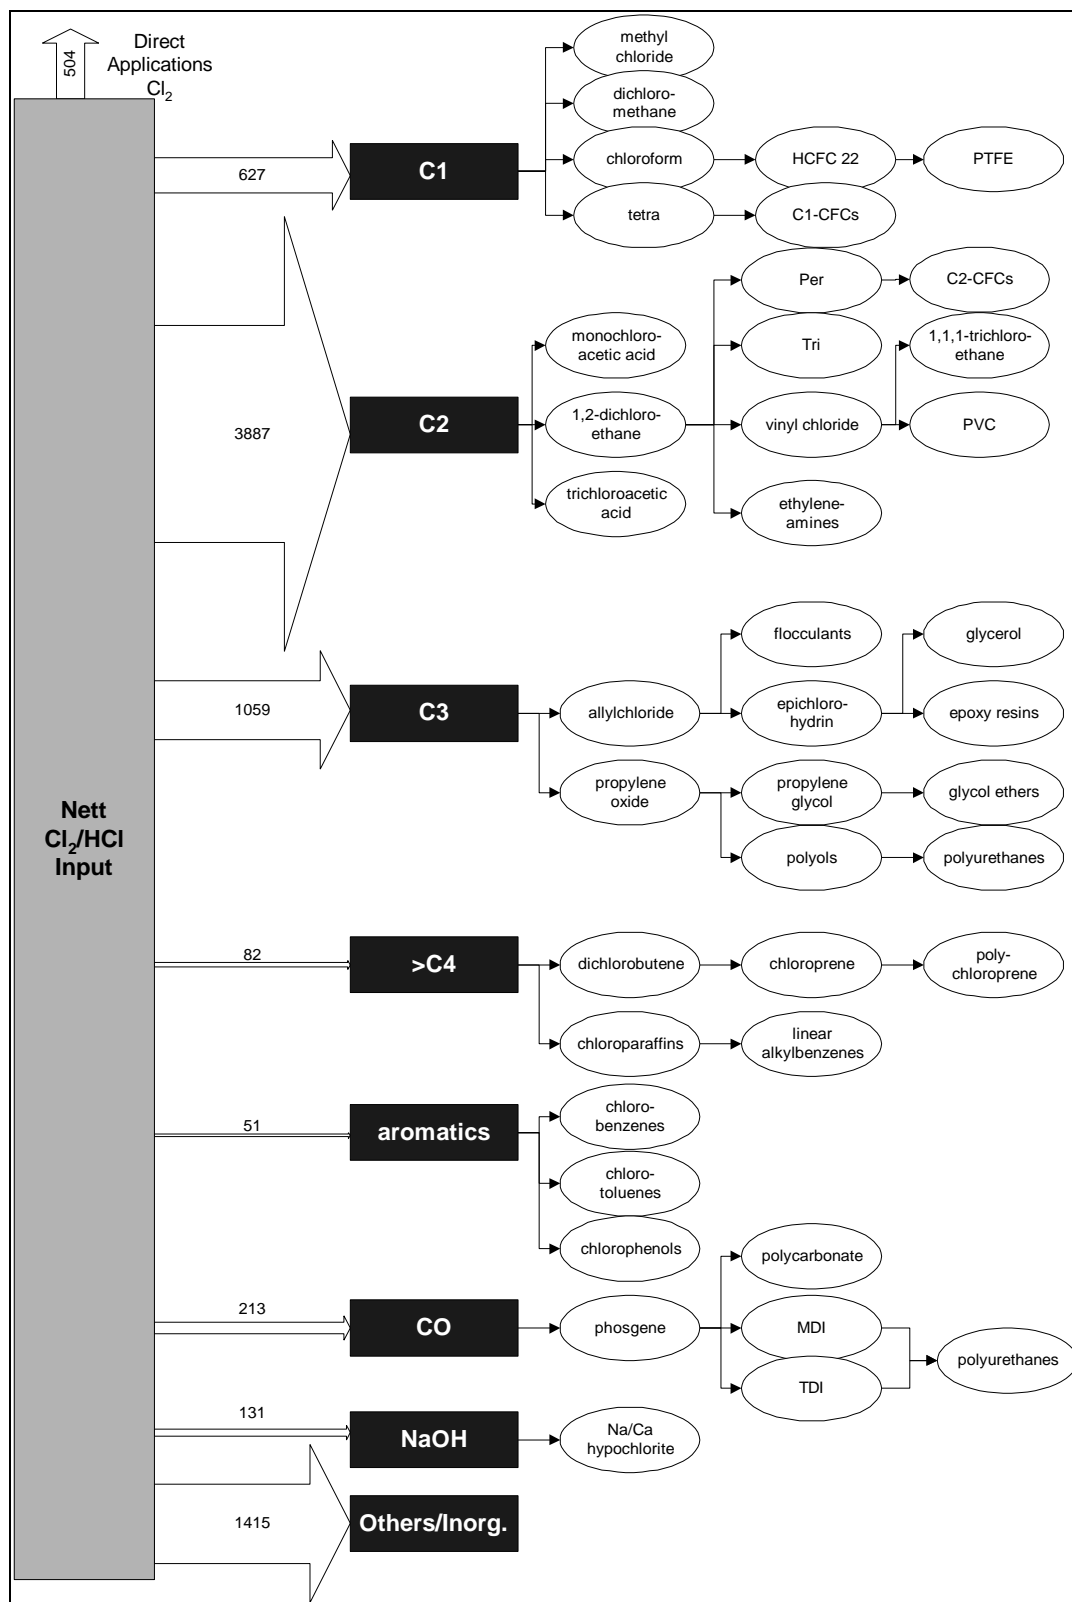 504
Direct
Applications
Cl2
methyl
chloride
dichloro-
methane
627
C1
chloroform
HCFC 22
PTFE
tetra
C1-CFCs
Per
C2-CFCs
monochloro-
acetic acid
Tri
1,1,1-trichloro-
ethane
3887
C2
1,2-dichloro-
ethane
vinyl chloride
PVC
trichloroacetic
acid
ethylene-
amines
flocculants
glycerol
1059
C3
allylchloride
epichloro-
hydrin
epoxy resins
propylene
oxide
propylene
glycol
glycol ethers
Nett
Cl2/HCl
Input
polyols
polyurethanes
82
>C4
dichlorobutene
chloroprene
poly-
chloroprene
chloroparaffins
linear
alkylbenzenes
51
aromatics
chloro-
benzenes
chloro-
toluenes
chlorophenols
polycarbonate
213
CO
phosgene
MDI
polyurethanes
TDI
131
NaOH
Na/Ca
hypochlorite
1415
Others/Inorg.